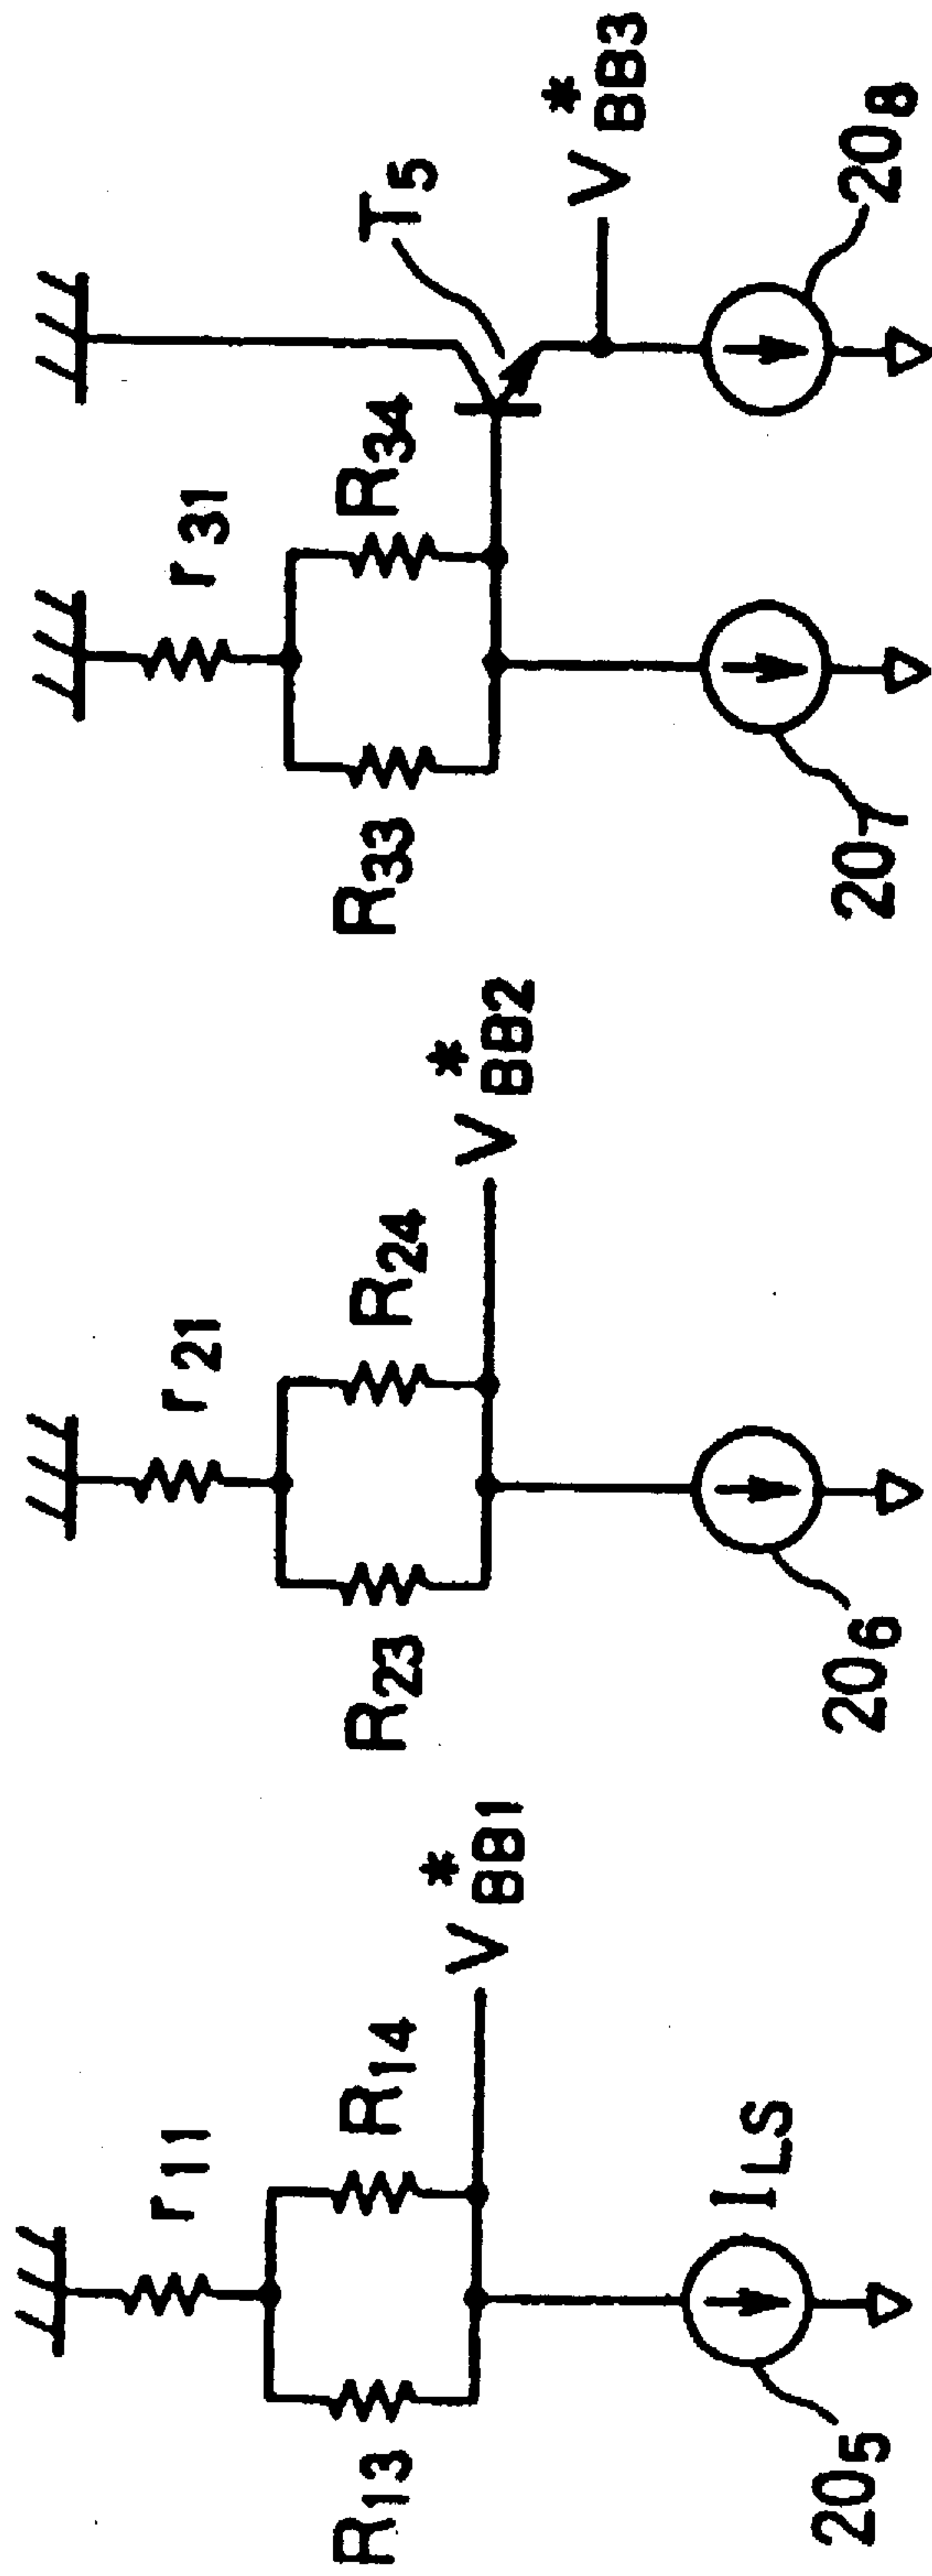 r11
R13
R14
V*BB1
ILS
205
r21
R23
R24
V*BB2
206
r31
R33
R34
T5
V*BB3
207
208